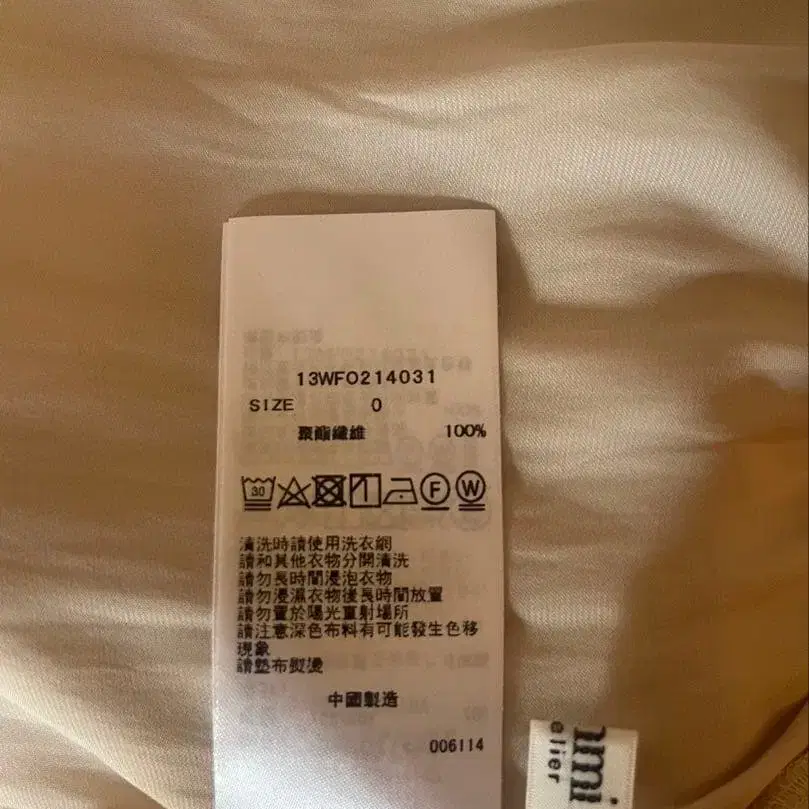 13WFO214031
SIZE 0
聚酯纖維 100%
30 F W
清洗時請使用洗衣網
請和其他衣物分開清洗
請勿長時間浸泡衣物
請勿浸濕衣物後長時間放置
請勿置於陽光直射場所
請注意深色布料有可能發生色移
現象
請墊布熨燙
中國製造
006114
umi
elier